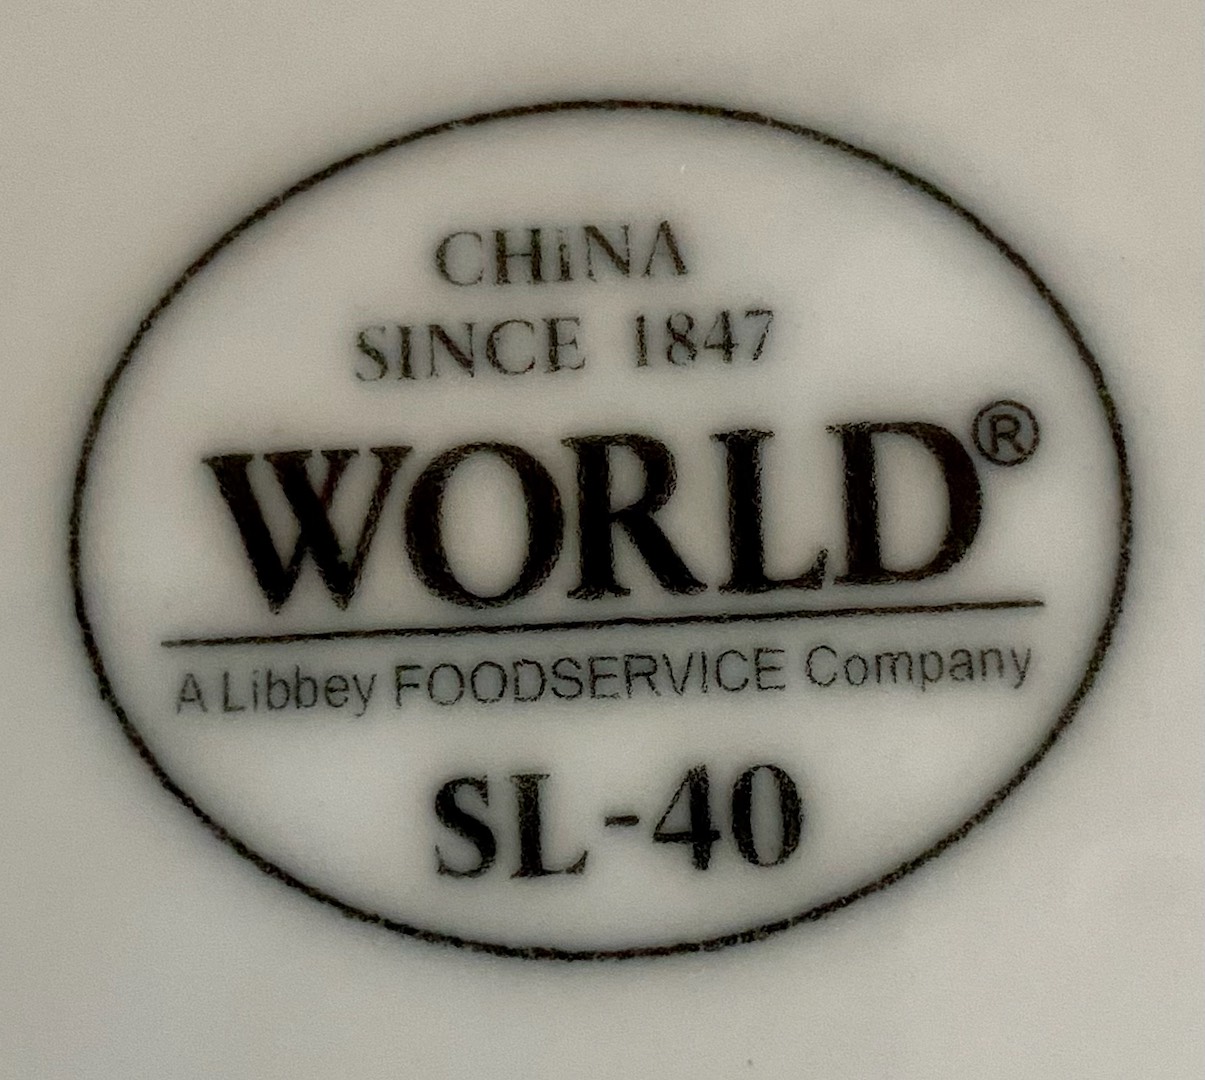 CHiNA
SINCE 1847
WORLD®
A Libbey FOODSERVICE Company
SL-40